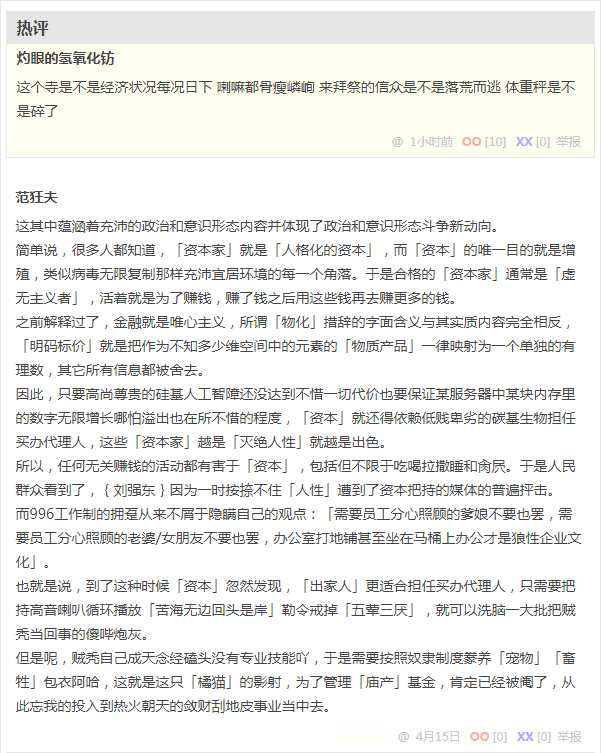 热评
灼眼的氢氧化钫
这个寺是不是经济状况每况日下 喇嘛都骨瘦嶙峋 来拜祭的信众是不是落荒而逃 体重秤是不
是碎了
@ 1小时前 OO [10] XX [0] 举报
范狂夫
这其中蕴涵着充沛的政治和意识形态内容并体现了政治和意识形态斗争新动向。
简单说，很多人都知道，「资本家」就是「人格化的资本」，而「资本」的唯一目的就是增
殖，类似病毒无限复制那样充沛宜居环境的每一个角落。于是合格的「资本家」通常是「虚
无主义者」，活着就是为了赚钱，赚了钱之后用这些钱再去赚更多的钱。
之前解释过了，金融就是唯心主义，所谓「物化」措辞的字面含义与其实质内容完全相反，
「明码标价」就是把作为不知多少维空间中的元素的「物质产品」一律映射为一个单独的有
理数，其它所有信息都被舍去。
因此，只要高尚尊贵的硅基人工智障还没达到不惜一切代价也要保证某服务器中某块内存里
的数字无限增长哪怕溢出也在所不惜的程度，「资本」就还得依赖低贱卑劣的碳基生物担任
买办代理人，这些「资本家」越是「灭绝人性」就越是出色。
所以，任何无关赚钱的活动都有害于「资本」，包括但不限于吃喝拉撒睡和肏屄。于是人民
群众看到了，｛刘强东｝因为一时按捺不住「人性」遭到了资本把持的媒体的普遍抨击。
而996工作制的拥趸从来不屑于隐瞒自己的观点：「需要员工分心照顾的爹娘不要也罢，需
要员工分心照顾的老婆/女朋友不要也罢，办公室打地铺甚至坐在马桶上办公才是狼性企业文
化」。
也就是说，到了这种时候「资本」忽然发现，「出家人」更适合担任买办代理人，只需要把
持高音喇叭循环播放「苦海无边回头是岸」勒令戒掉「五荤三厌」，就可以洗脑一大批把贼
秃当回事的傻哔炮灰。
但是呢，贼秃自己成天念经磕头没有专业技能吖，于是需要按照奴隶制度豢养「宠物」「畜
牲」包衣阿哈，这就是这只「橘猫」的影射，为了管理「庙产」基金，肯定已经被阉了，从
此忘我的投入到热火朝天的敛财刮地皮事业当中去。
@ 4月15日 OO [0] XX [0] 举报